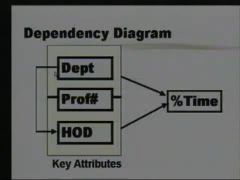 Dependency Diagram
Dept
Prof#
%Time
HOD
Key Attributes